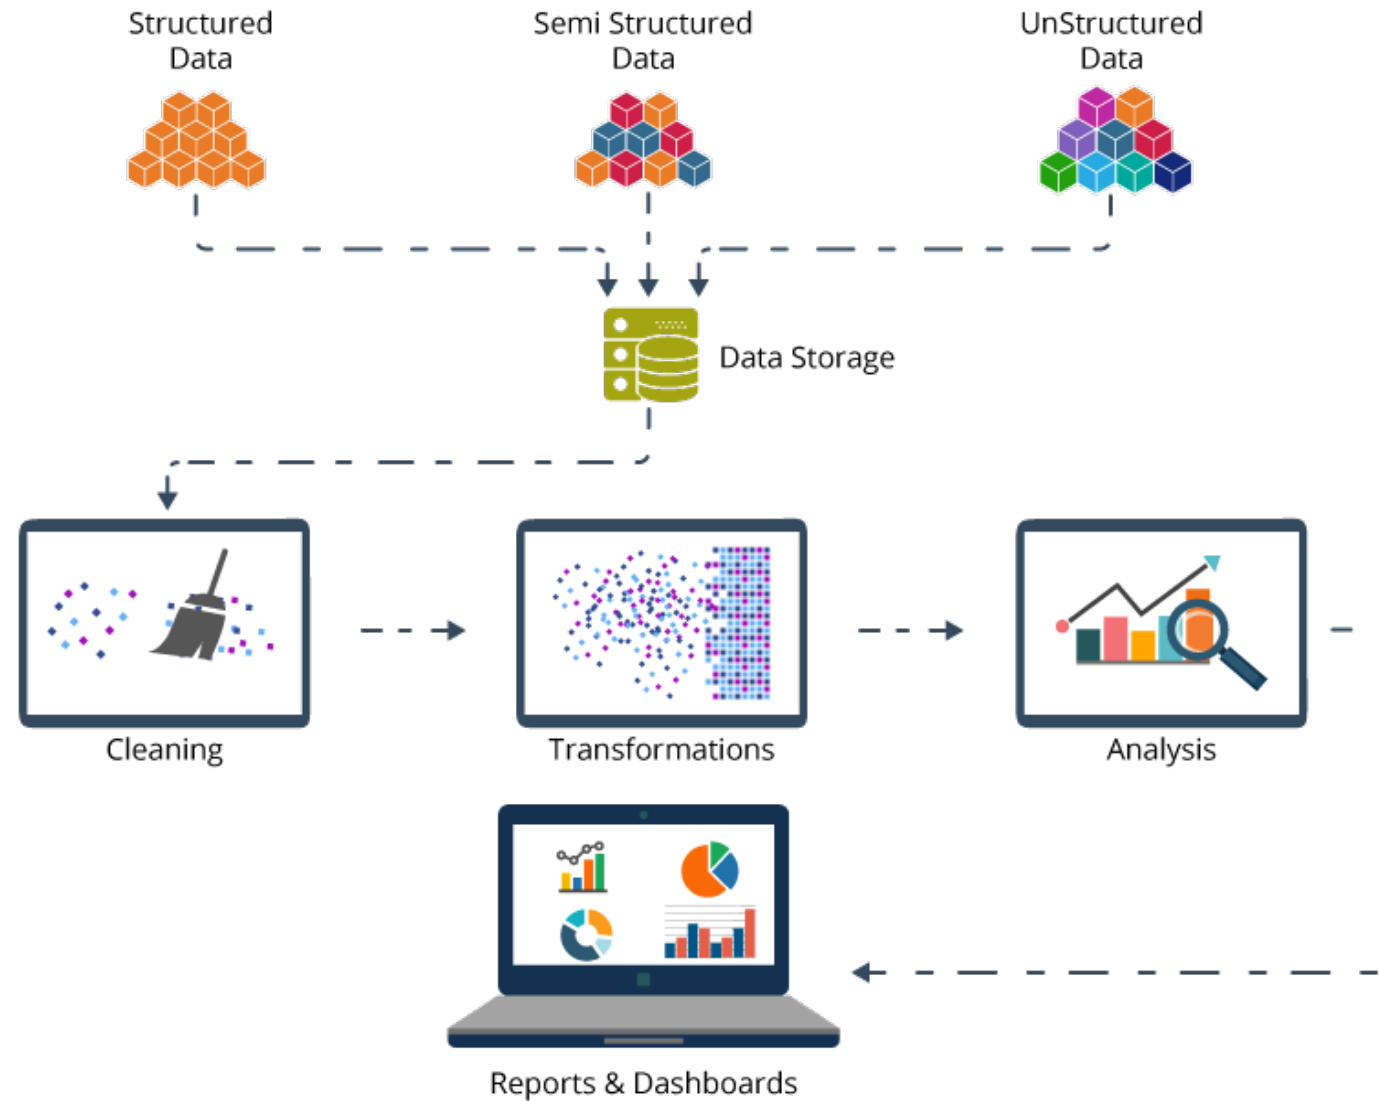 Structured
Data
Semi Structured
Data
UnStructured
Data
Data Storage
Cleaning
Transformations
Analysis
Reports & Dashboards